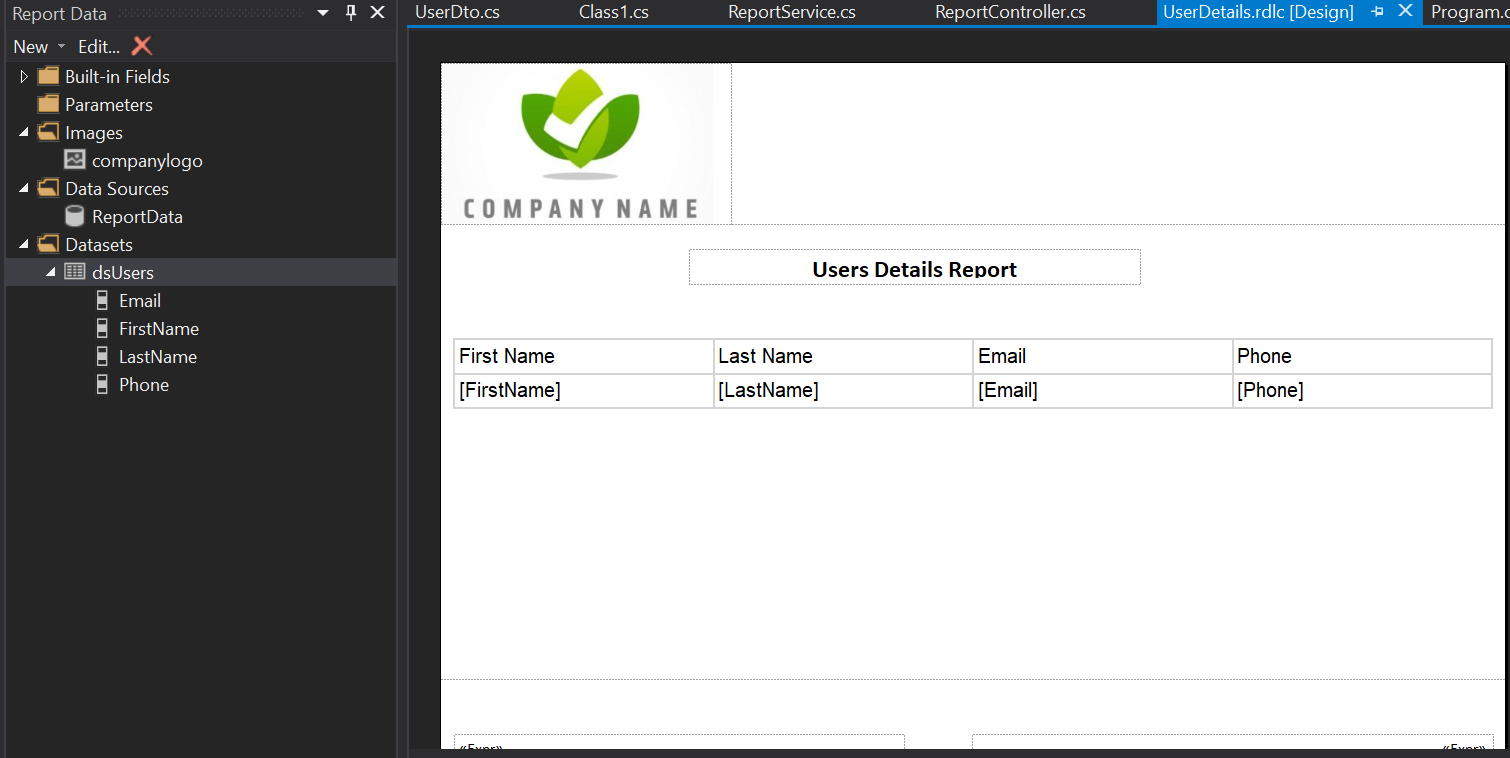 Report Data
New Edit...
Built-in Fields
Parameters
Images
companylogo
Data Sources
ReportData
Datasets
dsUsers
Email
FirstName
LastName
Phone
UserDto.cs Class1.cs ReportService.cs ReportController.cs UserDetails.rdlc [Design] Program.c
COMPANY NAME
Users Details Report
First Name Last Name Email Phone
[FirstName] [LastName] [Email] [Phone]
«Expr» «Expr»